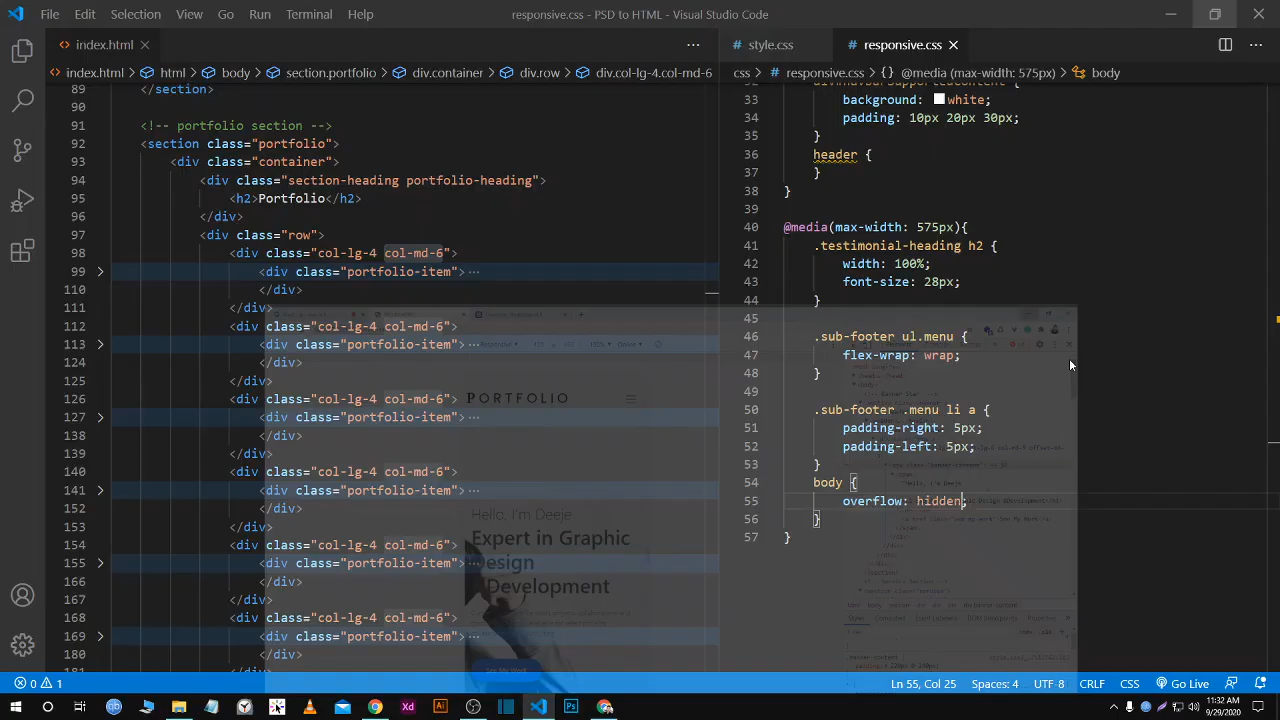 File Edit Selection View Go Run Terminal Help responsive.css - PSD to HTML - Visual Studio Code
index.html
style.css responsive.css
index.html html body section.portfolio div.container div.row div.col-lg-4.col-md-6
css # responsive.css {} @media (max-width: 575px) body
89 </section>
90
91 <!-- portfolio section -->
92 <section class="portfolio">
93 <div class="container">
94 <div class="section-heading portfolio-heading">
95 <h2>Portfolio</h2>
96 </div>
97 <div class="row">
98 <div class="col-lg-4 col-md-6">
99 <div class="portfolio-item"> ...
110 </div>
111 </div>
112 <div class="col-lg-4 col-md-6">
113 <div class="portfolio-item"> ...
124 </div>
125 </div>
126 <div class="col-lg-4 col-md-6">
127 <div class="portfolio-item"> ...
138 </div>
139 </div>
140 <div class="col-lg-4 col-md-6">
141 <div class="portfolio-item"> ...
152 </div>
153 </div>
154 <div class="col-lg-4 col-md-6">
155 <div class="portfolio-item"> ...
166 </div>
167 </div>
168 <div class="col-lg-4 col-md-6">
169 <div class="portfolio-item"> ...
180 </div>
33 background: white;
34 padding: 10px 20px 30px;
35 }
36 header {
37 }
38 }
39
40 @media(max-width: 575px){
41 .testimonial-heading h2 {
42 width: 100%;
43 font-size: 28px;
44 }
45
46 .sub-footer ul.menu {
47 flex-wrap: wrap;
48 }
49
50 .sub-footer .menu li a {
51 padding-right: 5px;
52 padding-left: 5px;
53 }
54 body {
55 overflow: hidden;
56 }
57 }
PORTFOLIO
Hello, I'm Deeje
Expert in Graphic
Design
&Development
See My Work
0 1
Ln 55, Col 25 Spaces: 4 UTF-8 CRLF CSS Go Live
Xd Ai Ps
11:32 AM
9/29/2020